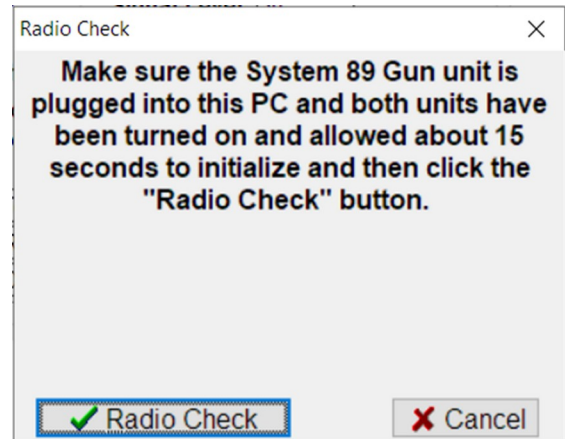 Radio Check
Make sure the System 89 Gun unit is
plugged into this PC and both units have
been turned on and allowed about 15
seconds to initialize and then click the
"Radio Check" button.
Radio Check
Cancel